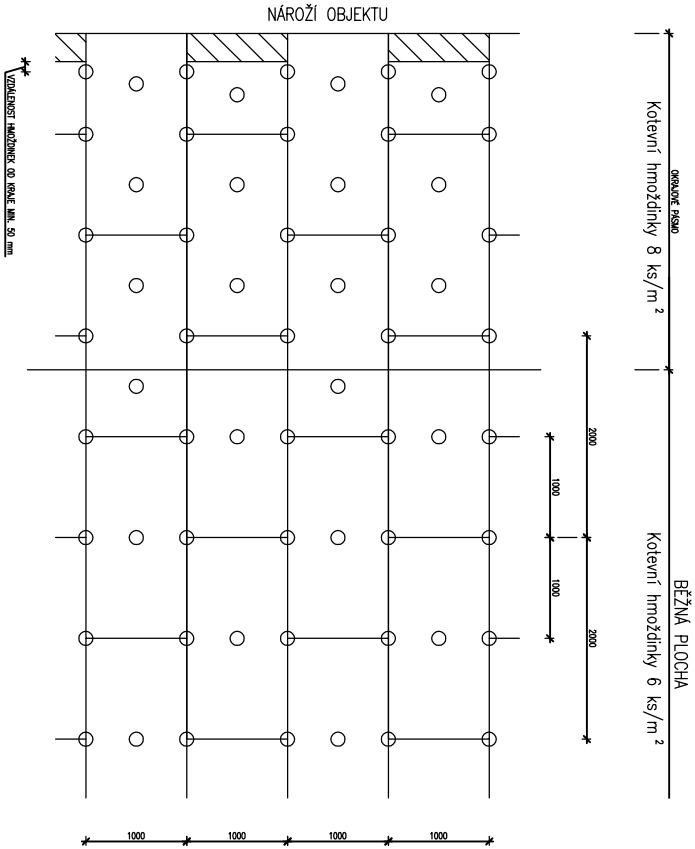 NÁROŽÍ OBJEKTU
OKRAJOVÉ PÁSMO
Kotevní hmoždinky 8 ks/m²
VZDÁLENOST HMOŽDINEK OD KRAJE MIN. 50 mm
BĚŽNÁ PLOCHA
Kotevní hmoždinky 6 ks/m²
2000
1000
1000
2000
1000
1000
1000
1000